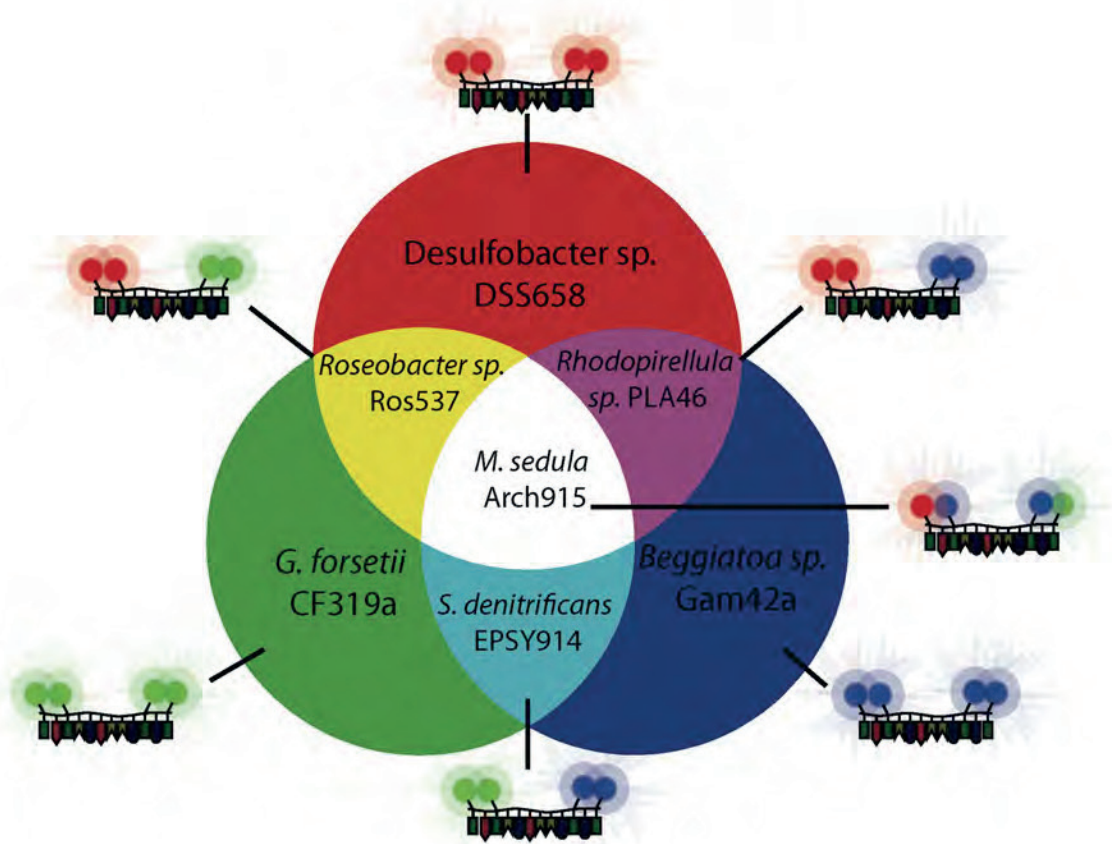 Desulfobacter sp.
DSS658
Roseobacter sp.
Ros537
Rhodopirellula
sp. PLA46
M. sedula
Arch915
G. forsetii
CF319a
S. denitrificans
EPSY914
Beggiatoa sp.
Gam42a